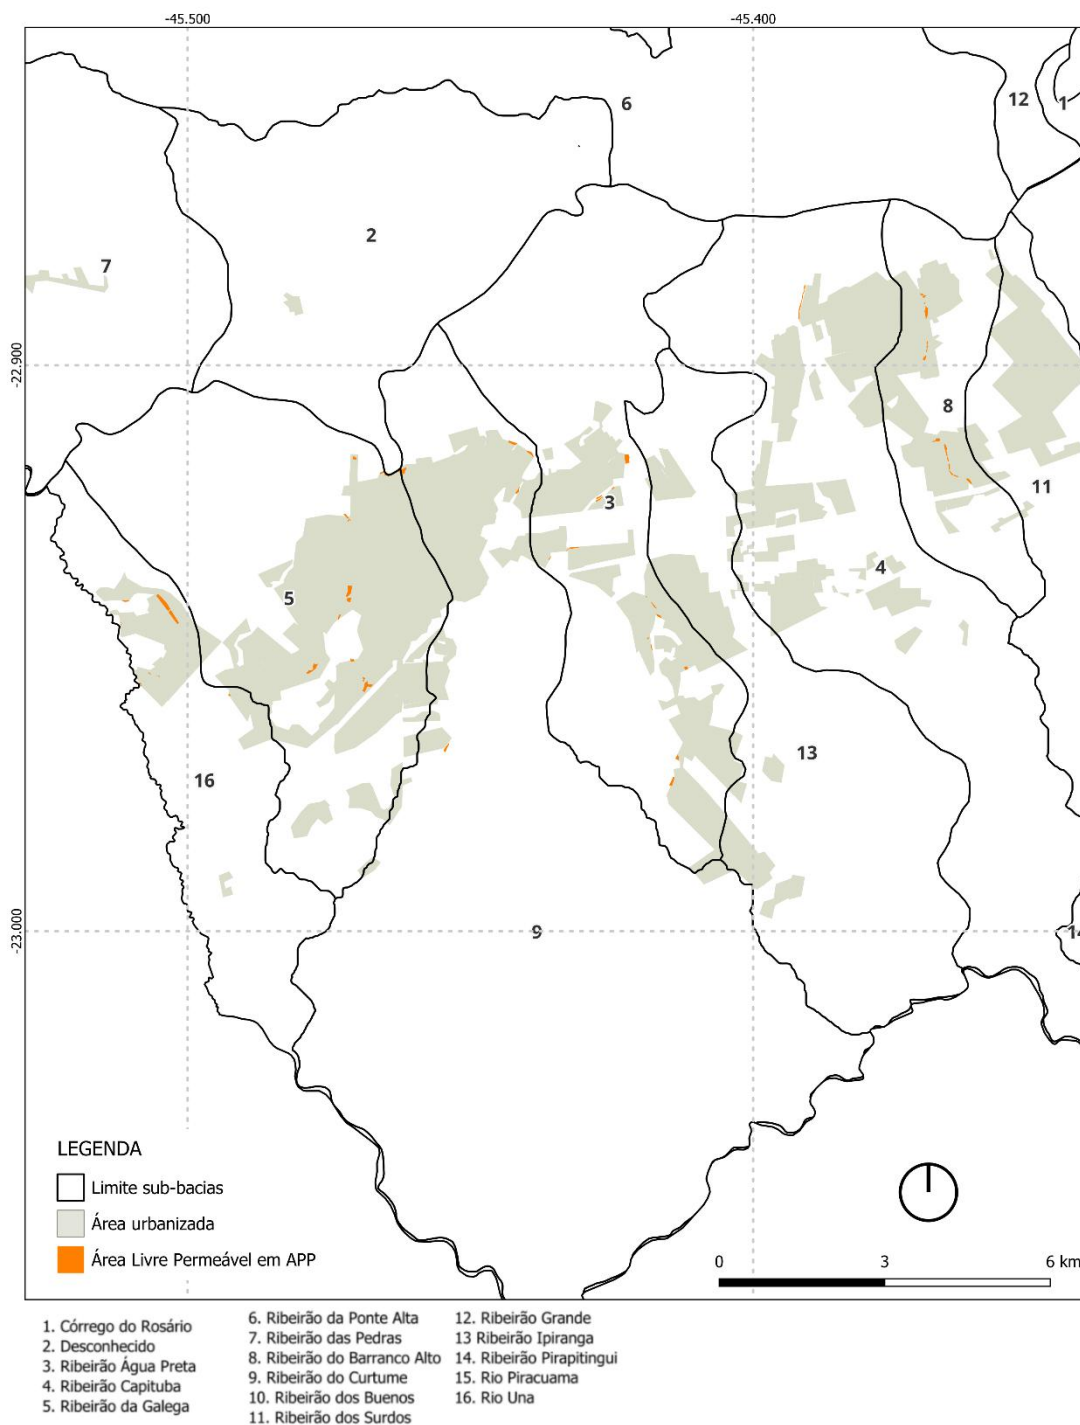 -45.500 -45.400
6
12
1
2
7
-22.900
8
3
11
4
5
13
16
9
14
-23.000
LEGENDA
Limite sub-bacias
Área urbanizada
Área Livre Permeável em APP
0 3 6 km
1. Córrego do Rosário
2. Desconhecido
3. Ribeirão Água Preta
4. Ribeirão Capituba
5. Ribeirão da Galega
6. Ribeirão da Ponte Alta
7. Ribeirão das Pedras
8. Ribeirão do Barranco Alto
9. Ribeirão do Curtume
10. Ribeirão dos Buenos
11. Ribeirão dos Surdos
12. Ribeirão Grande
13 Ribeirão Ipiranga
14. Ribeirão Pirapitingui
15. Rio Piracuama
16. Rio Una